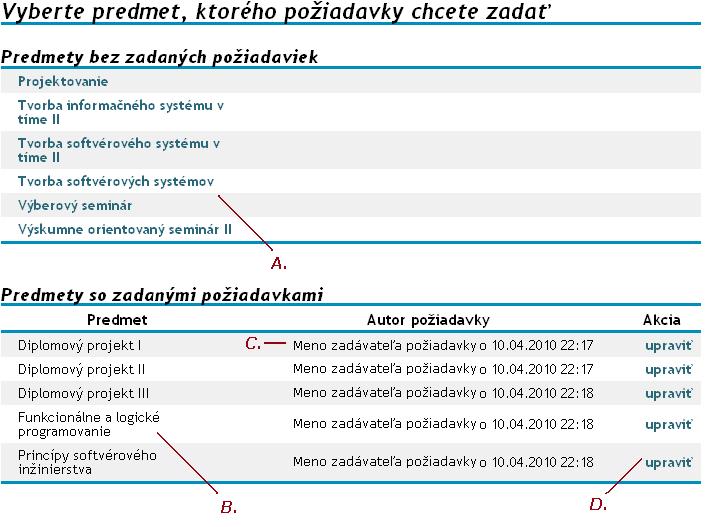 Vyberte predmet, ktorého požiadavky chcete zadať
Predmety bez zadaných požiadaviek
Projektovanie
Tvorba informačného systému v
tíme II
Tvorba softvérového systému v
tíme II
Tvorba softvérových systémov
Výberový seminár
Výskumne orientovaný seminár II
A.
Predmety so zadanými požiadavkami
Predmet Autor požiadavky Akcia
Diplomový projekt I C. Meno zadávateľa požiadavky o 10.04.2010 22:17 upraviť
Diplomový projekt II Meno zadávateľa požiadavky o 10.04.2010 22:17 upraviť
Diplomový projekt III Meno zadávateľa požiadavky o 10.04.2010 22:18 upraviť
Funkcionálne a logické
programovanie Meno zadávateľa požiadavky o 10.04.2010 22:18 upraviť
Princípy softvérového
inžinierstva Meno zadávateľa požiadavky o 10.04.2010 22:18 upraviť
B. D.